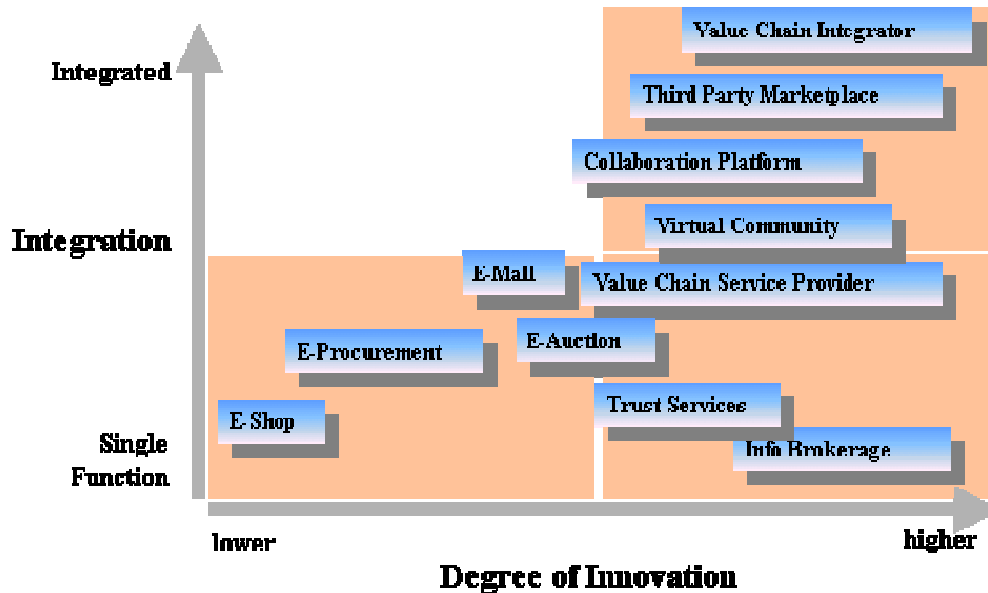 Value Chain Integrator
Integrated
Third Party Marketplace
Collaboration Platform
Virtual Community
Integration
E-Mall
Value Chain Service Provider
E-Auction
E-Procurement
Trust Services
E-Shop
Single
Function
Info Brokerage
lower
higher
Degree of Innovation